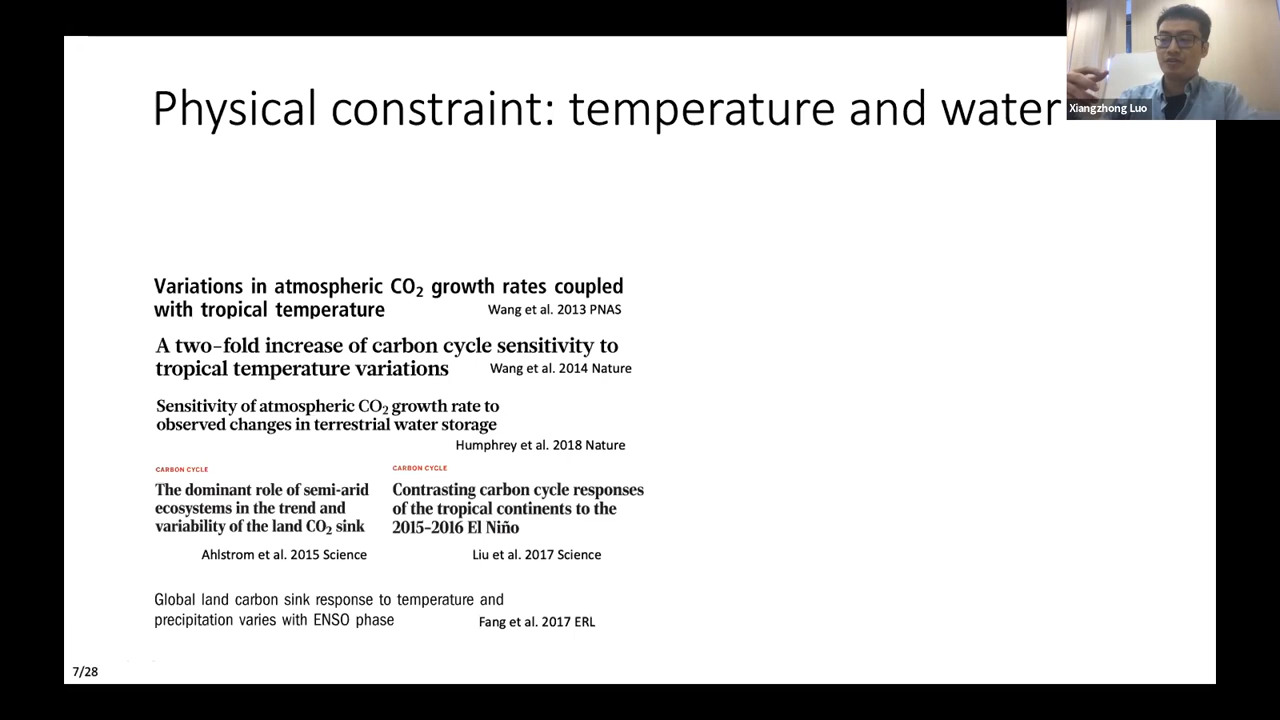 Physical constraint: temperature and water
Xiangzhong Luo
Variations in atmospheric CO₂ growth rates coupled
with tropical temperature
Wang et al. 2013 PNAS
A two-fold increase of carbon cycle sensitivity to
tropical temperature variations
Wang et al. 2014 Nature
Sensitivity of atmospheric CO₂ growth rate to
observed changes in terrestrial water storage
Humphrey et al. 2018 Nature
CARBON CYCLE
The dominant role of semi-arid
ecosystems in the trend and
variability of the land CO₂ sink
Ahlstrom et al. 2015 Science
CARBON CYCLE
Contrasting carbon cycle responses
of the tropical continents to the
2015–2016 El Niño
Liu et al. 2017 Science
Global land carbon sink response to temperature and
precipitation varies with ENSO phase
Fang et al. 2017 ERL
7/28